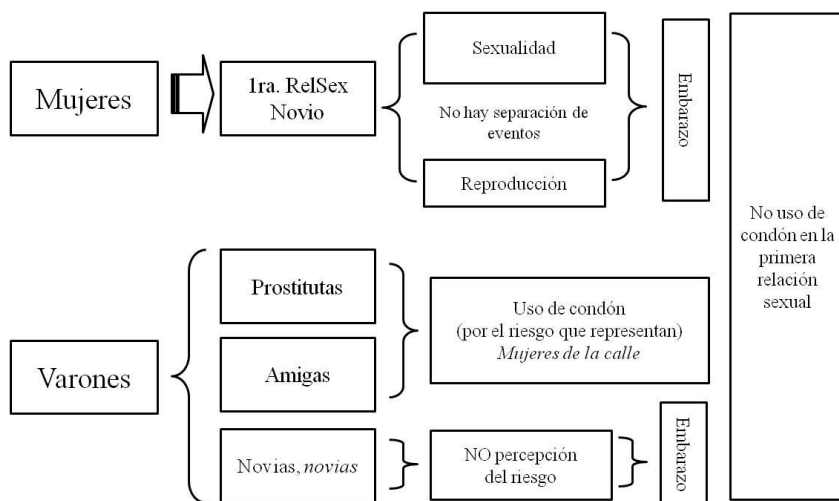 Mujeres
1ra. RelSex
Novio
Sexualidad
No hay separación de
eventos
Reproducción
Embarazo
Varones
Prostitutas
Amigas
Uso de condón
(por el riesgo que representan)
Mujeres de la calle
Novias, novias
NO percepción
del riesgo
Embarazo
No uso de
condón en la
primera
relación
sexual